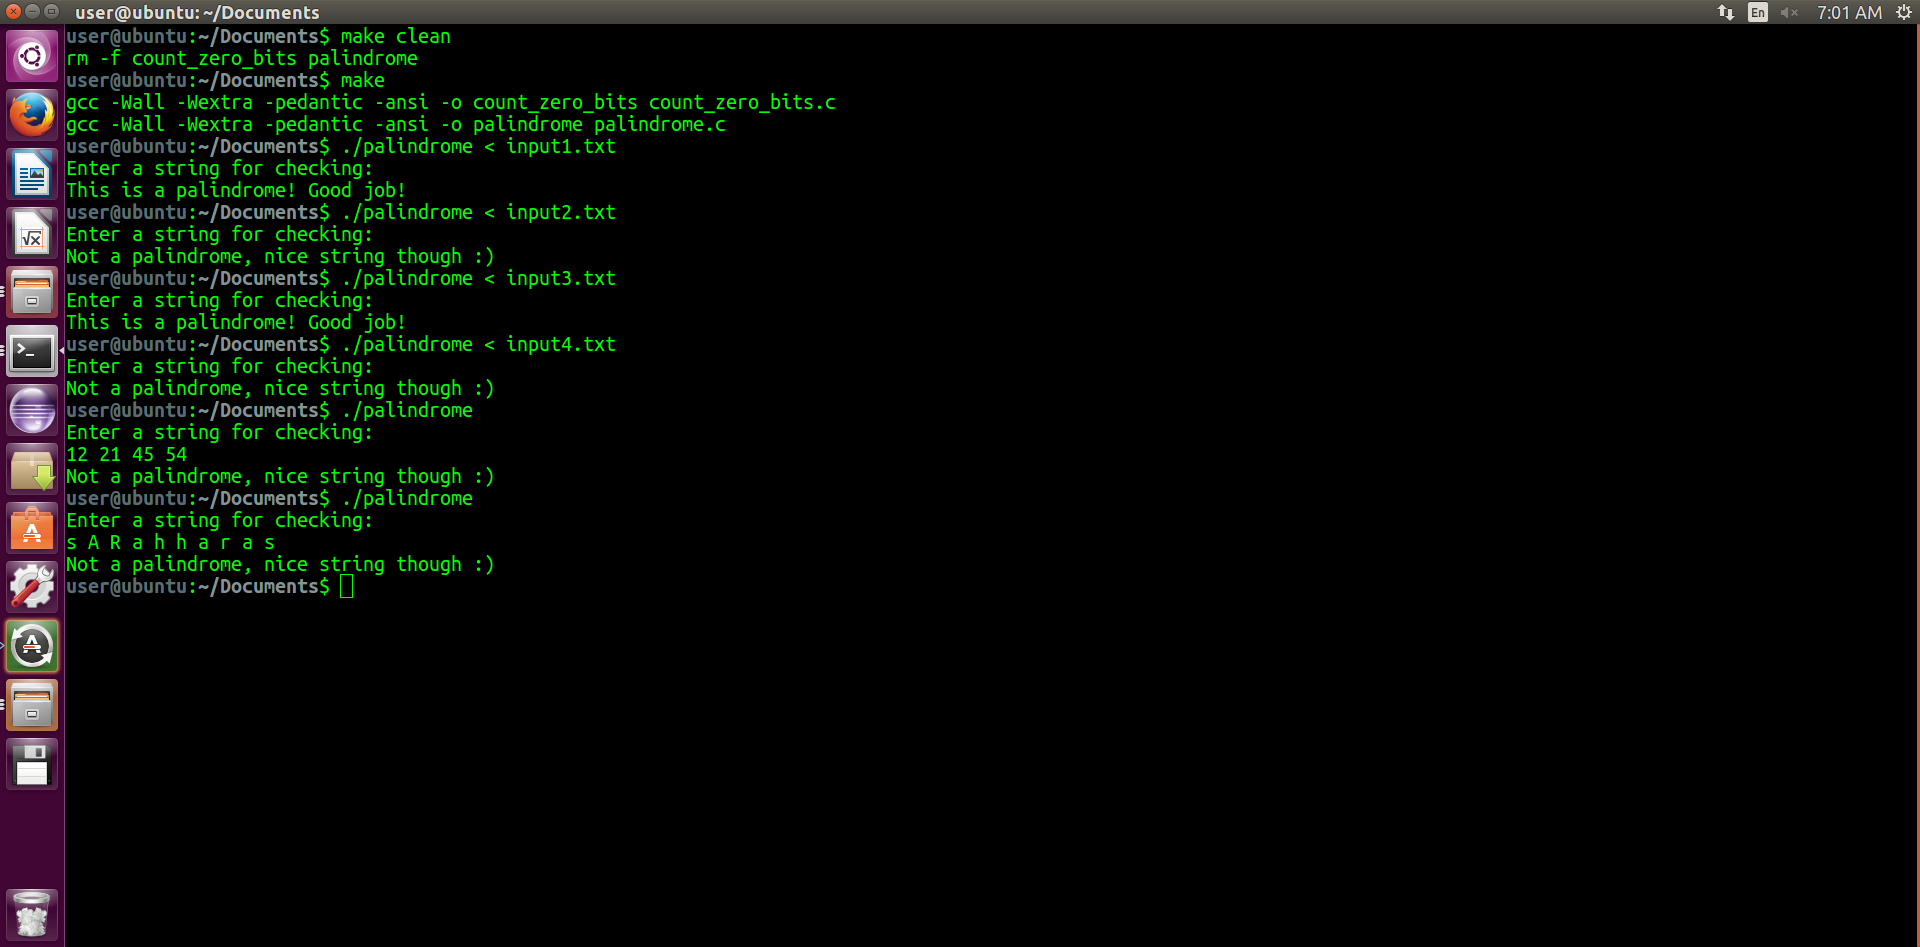 user@ubuntu: ~/Documents
En
7:01 AM
user@ubuntu:~/Documents$ make clean
rm -f count_zero_bits palindrome
user@ubuntu:~/Documents$ make
gcc -Wall -Wextra -pedantic -ansi -o count_zero_bits count_zero_bits.c
gcc -Wall -Wextra -pedantic -ansi -o palindrome palindrome.c
user@ubuntu:~/Documents$ ./palindrome < input1.txt
Enter a string for checking:
This is a palindrome! Good job!
user@ubuntu:~/Documents$ ./palindrome < input2.txt
Enter a string for checking:
Not a palindrome, nice string though :)
user@ubuntu:~/Documents$ ./palindrome < input3.txt
Enter a string for checking:
This is a palindrome! Good job!
user@ubuntu:~/Documents$ ./palindrome < input4.txt
Enter a string for checking:
Not a palindrome, nice string though :)
user@ubuntu:~/Documents$ ./palindrome
Enter a string for checking:
12 21 45 54
Not a palindrome, nice string though :)
user@ubuntu:~/Documents$ ./palindrome
Enter a string for checking:
s A R a h h a r a s
Not a palindrome, nice string though :)
user@ubuntu:~/Documents$